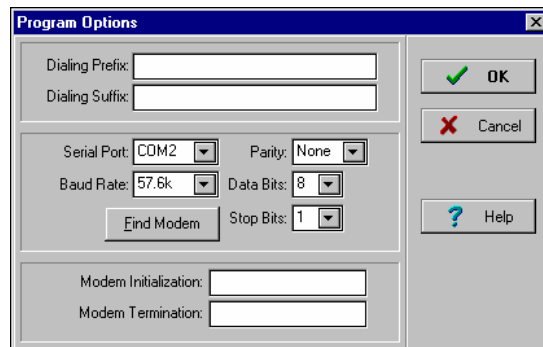 Program Options
Dialing Prefix:
Dialing Suffix:
Serial Port: COM2 Parity: None
Baud Rate: 57.6k Data Bits: 8
Find Modem Stop Bits: 1
Modem Initialization:
Modem Termination:
OK
Cancel
Help